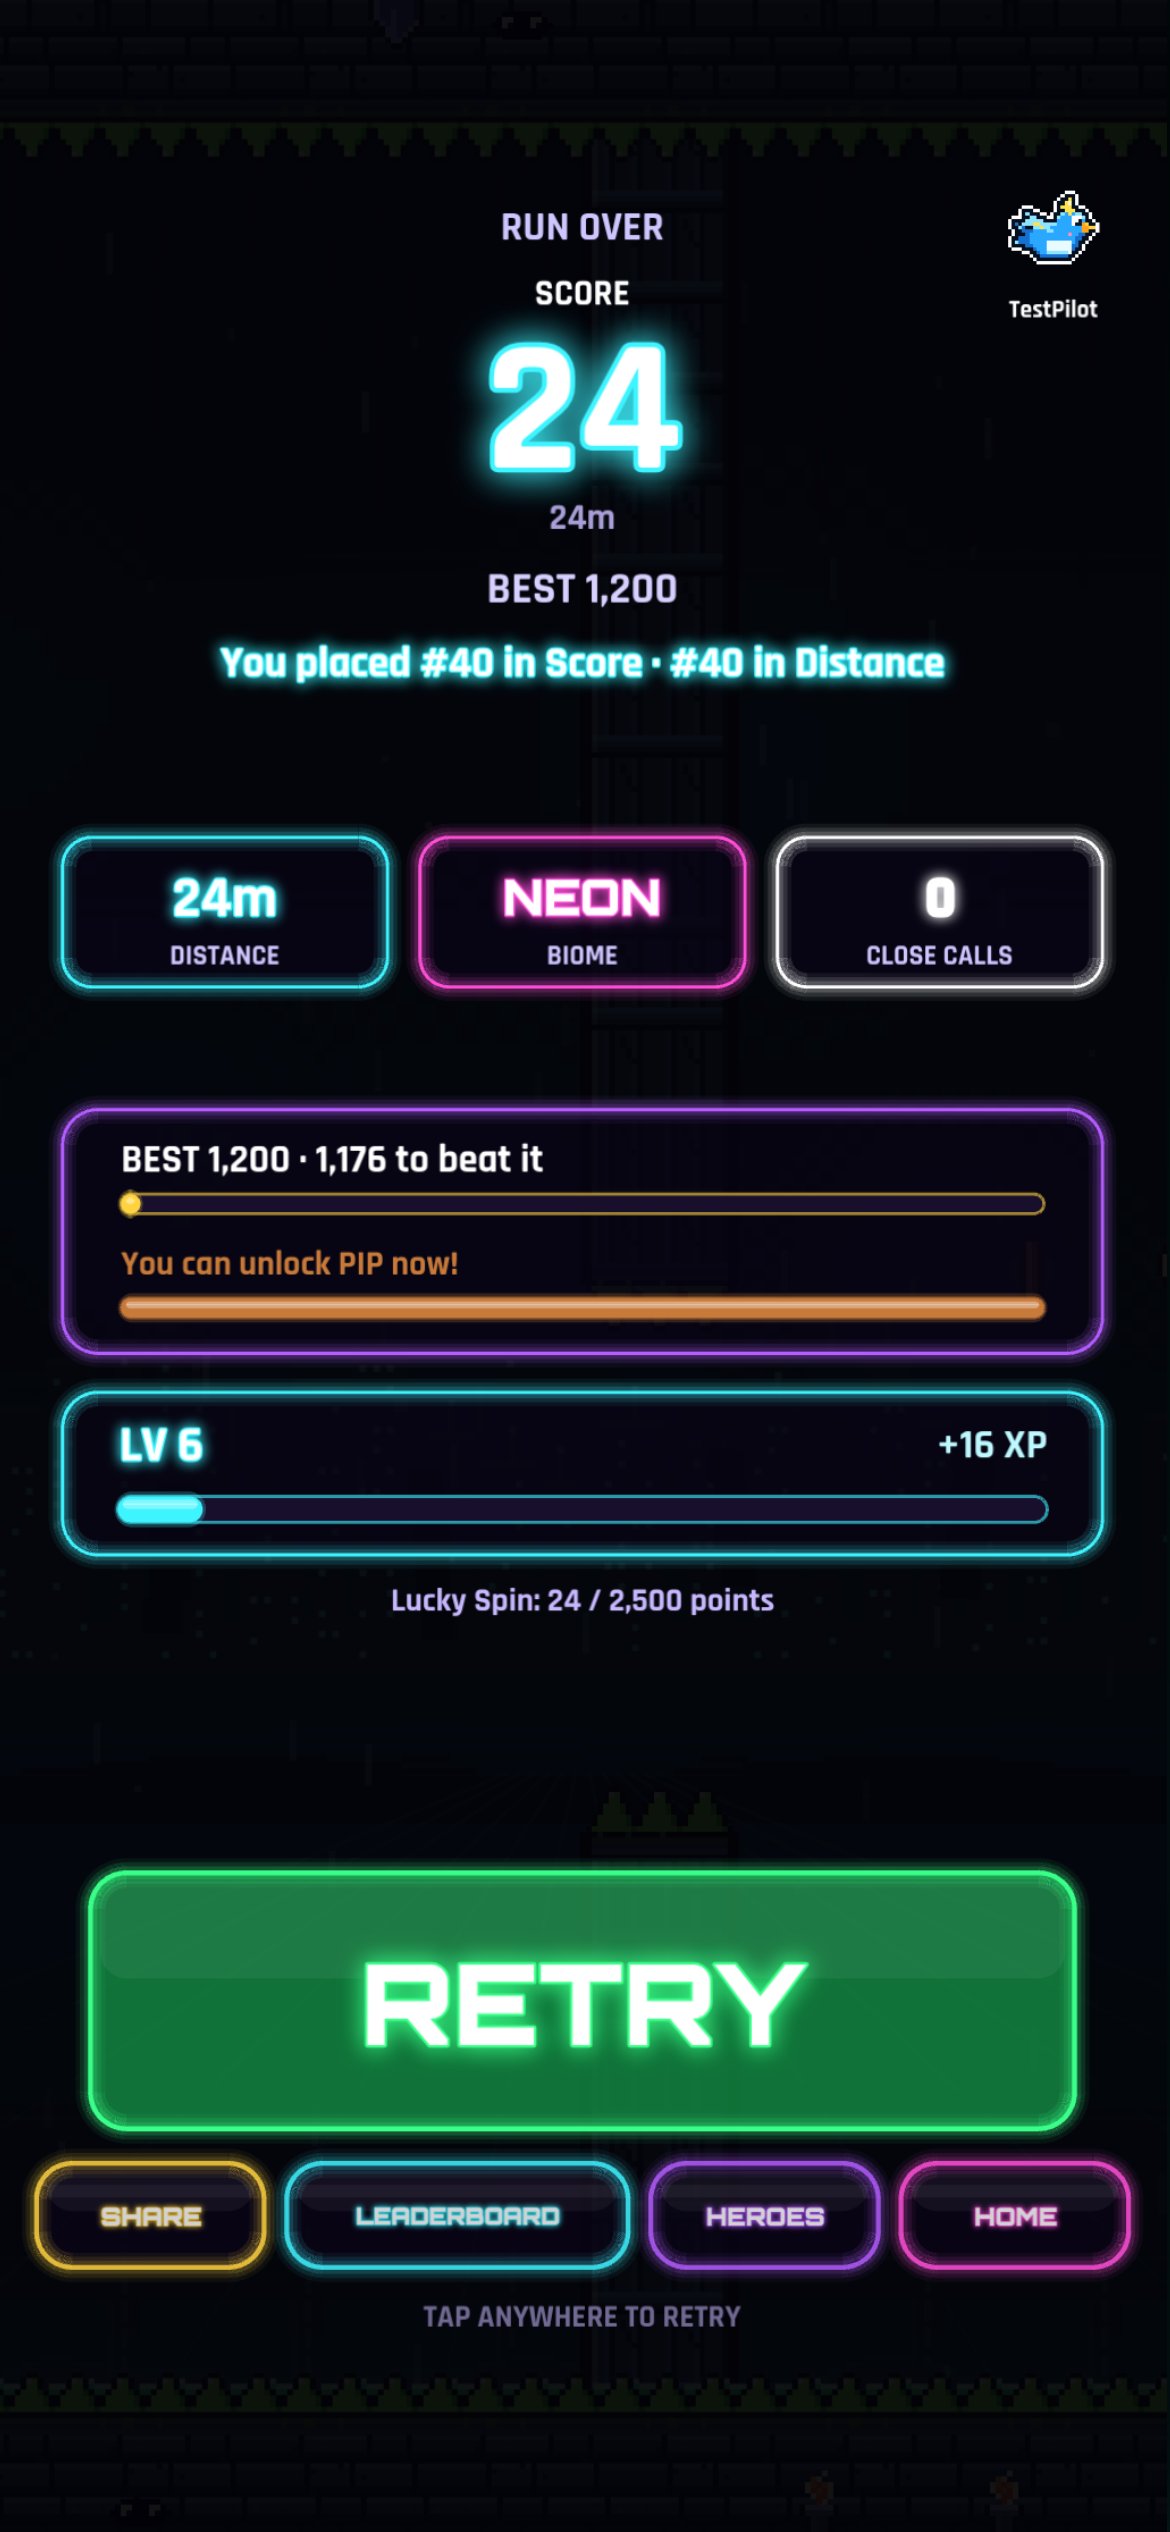 RUN OVER
TestPilot
SCORE
24
24m
BEST 1,200
You placed #40 in Score · #40 in Distance
24m
DISTANCE
NEON
BIOME
0
CLOSE CALLS
BEST 1,200 · 1,176 to beat it
You can unlock PIP now!
LV 6
+16 XP
Lucky Spin: 24 / 2,500 points
RETRY
SHARE
LEADERBOARD
HEROES
HOME
TAP ANYWHERE TO RETRY